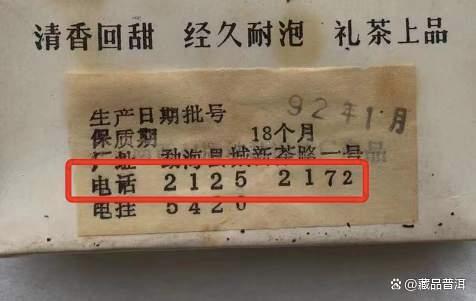 清香回甜 经久耐泡 礼茶上品
生产日期批号 92年1月
保质期 18个月
厂址 勐海县城新茶路一号
电话 2125 2172
电挂 5420
@藏品普洱